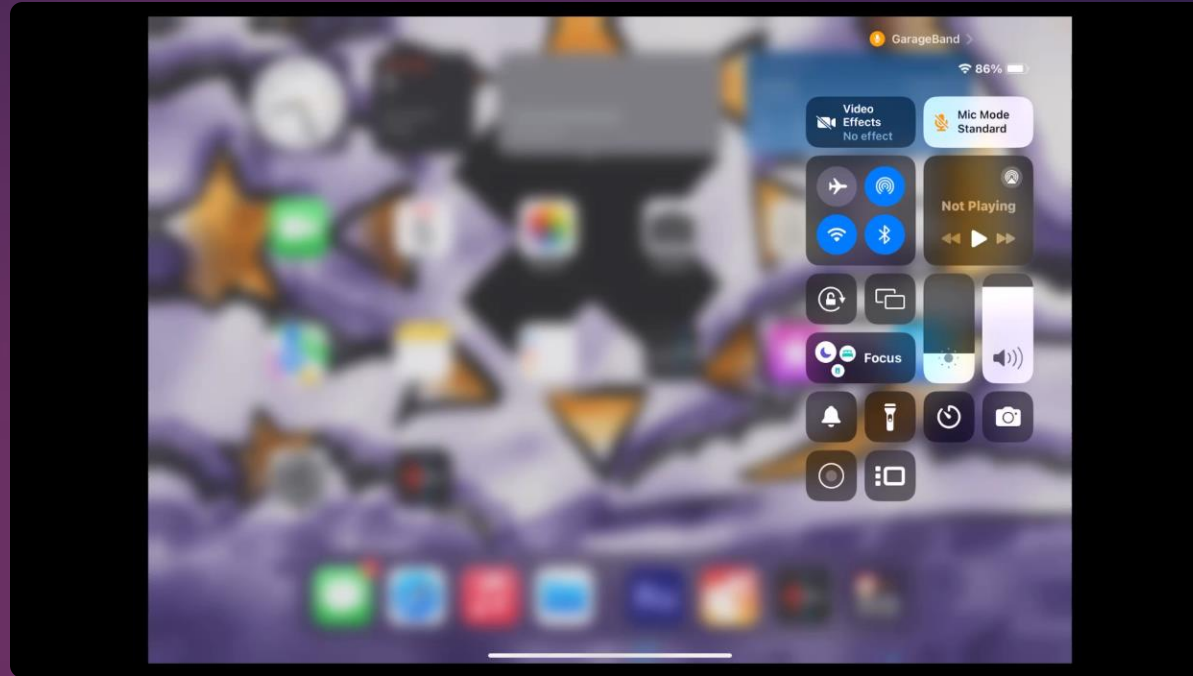 GarageBand
86%
Video
Effects
No effect
Mic Mode
Standard
Not Playing
Focus